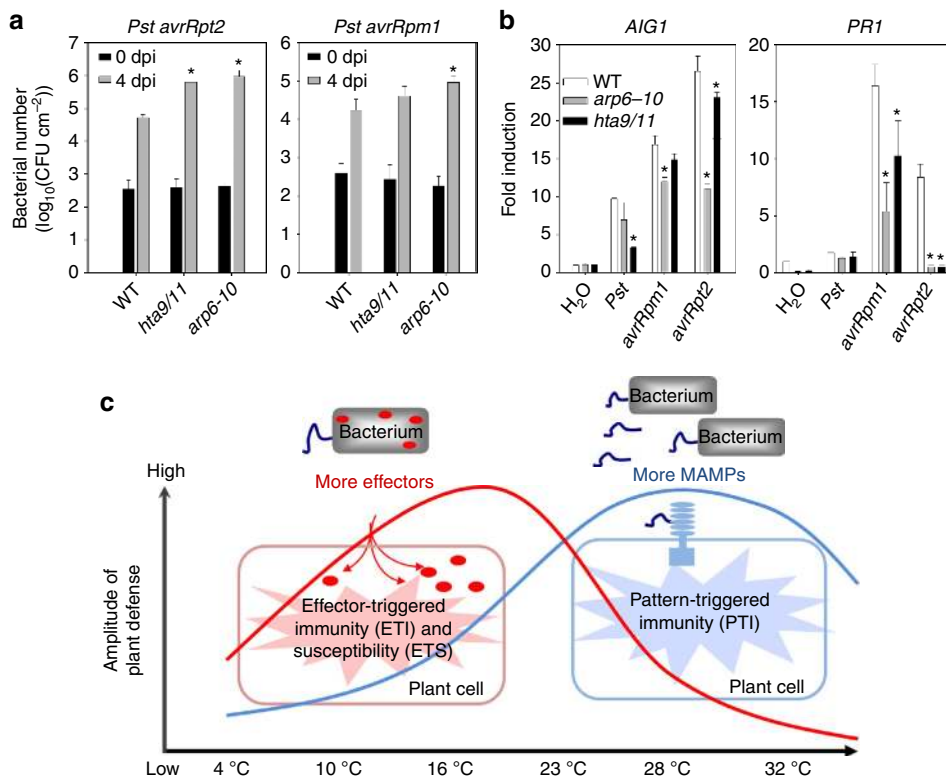 a
Pst avrRpt2
Bacterial number
(log10(CFU cm−2))
7
6
5
4
3
2
1
0
0 dpi
4 dpi
*
*
WT
hta9/11
arp6-10
Pst avrRpm1
6
5
4
3
2
1
0
0 dpi
4 dpi
*
WT
hta9/11
arp6-10
b
AIG1
Fold induction
30
25
20
15
10
5
0
WT
arp6–10
hta9/11
*
*
*
*
H2O
Pst
avrRpm1
avrRpt2
PR1
20
15
10
5
0
*
*
* *
H2O
Pst
avrRpm1
avrRpt2
c
Bacterium
Bacterium
Bacterium
High
More effectors
More MAMPs
Amplitude of
plant defense
Effector-triggered
immunity (ETI) and
susceptibility (ETS)
Plant cell
Pattern-triggered
immunity (PTI)
Plant cell
Low
4 °C
10 °C
16 °C
23 °C
28 °C
32 °C